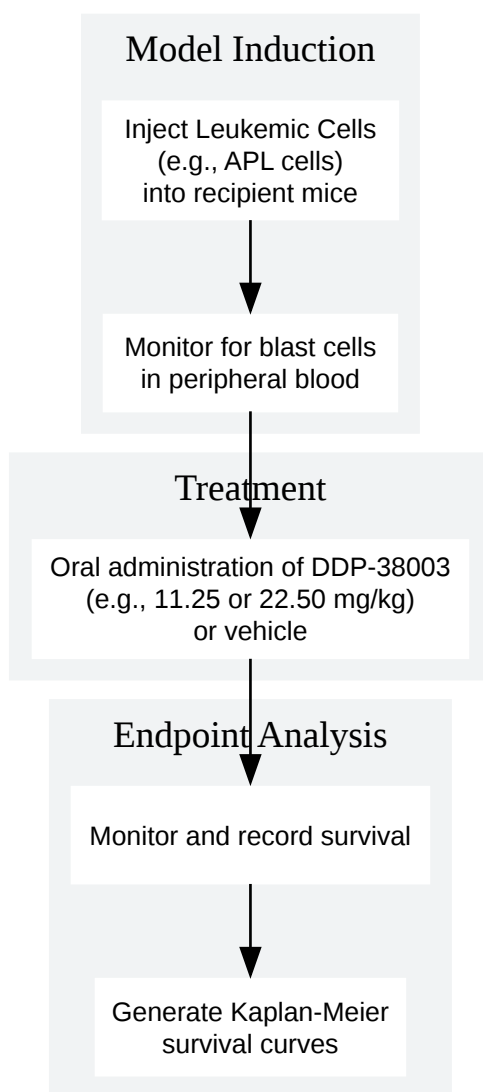 Model Induction
Inject Leukemic Cells
(e.g., APL cells)
into recipient mice
Monitor for blast cells
in peripheral blood
Treatment
Oral administration of DDP-38003
(e.g., 11.25 or 22.50 mg/kg)
or vehicle
Endpoint Analysis
Monitor and record survival
Generate Kaplan-Meier
survival curves